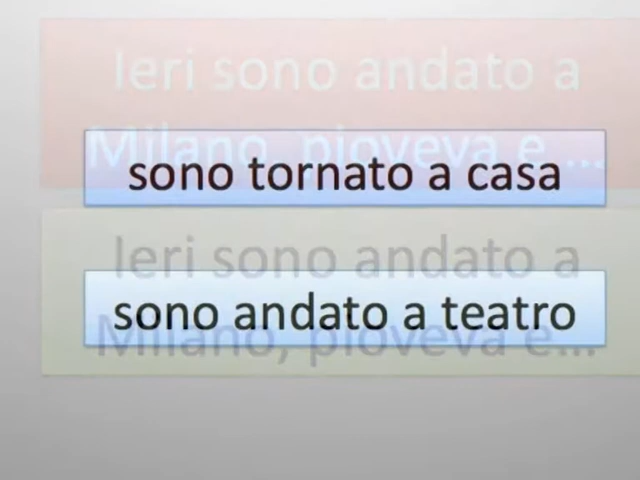 Ieri sono andato a
Milano, pioveva e ...
sono tornato a casa
Ieri sono andato a
sono andato a teatro
Milano, pioveva e...